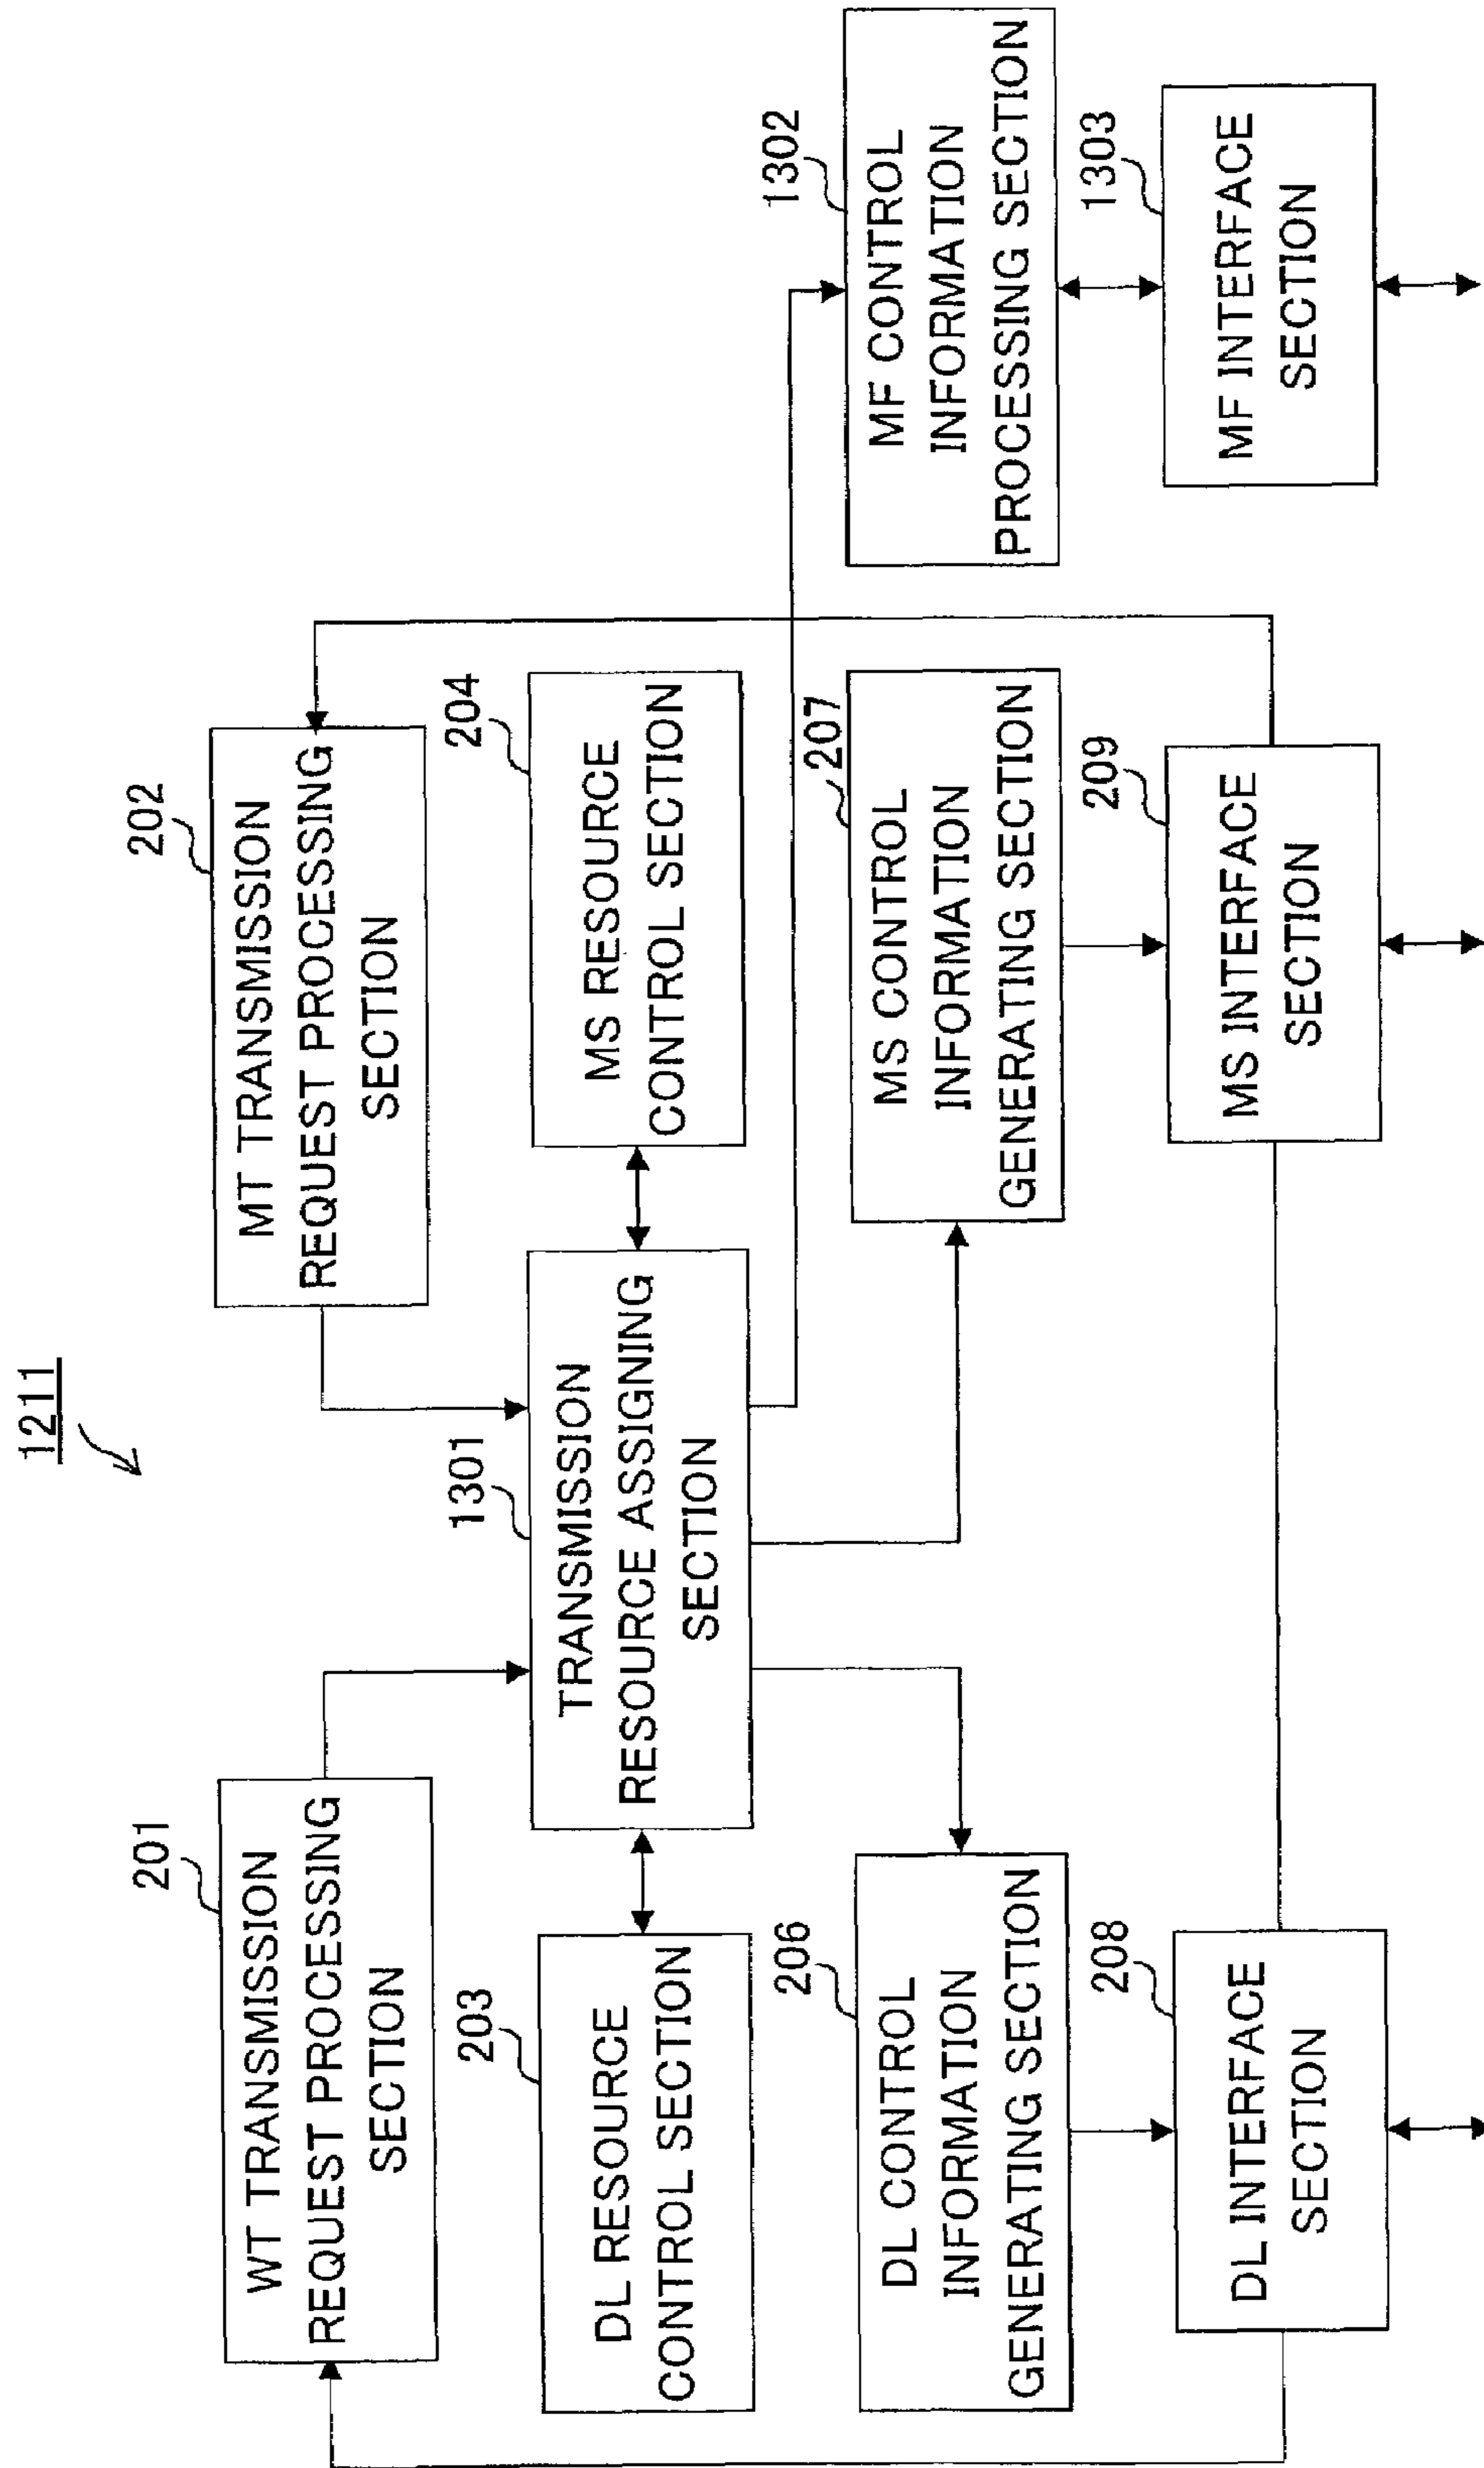 1211
201
WT TRANSMISSION
REQUEST PROCESSING
SECTION
202
MT TRANSMISSION
REQUEST PROCESSING
SECTION
203
DL RESOURCE
CONTROL SECTION
1301
TRANSMISSION
RESOURCE ASSIGNING
SECTION
204
MS RESOURCE
CONTROL SECTION
206
DL CONTROL
INFORMATION
GENERATING SECTION
207
MS CONTROL
INFORMATION
GENERATING SECTION
1302
MF CONTROL
INFORMATION
PROCESSING SECTION
208
DL INTERFACE
SECTION
209
MS INTERFACE
SECTION
1303
MF INTERFACE
SECTION